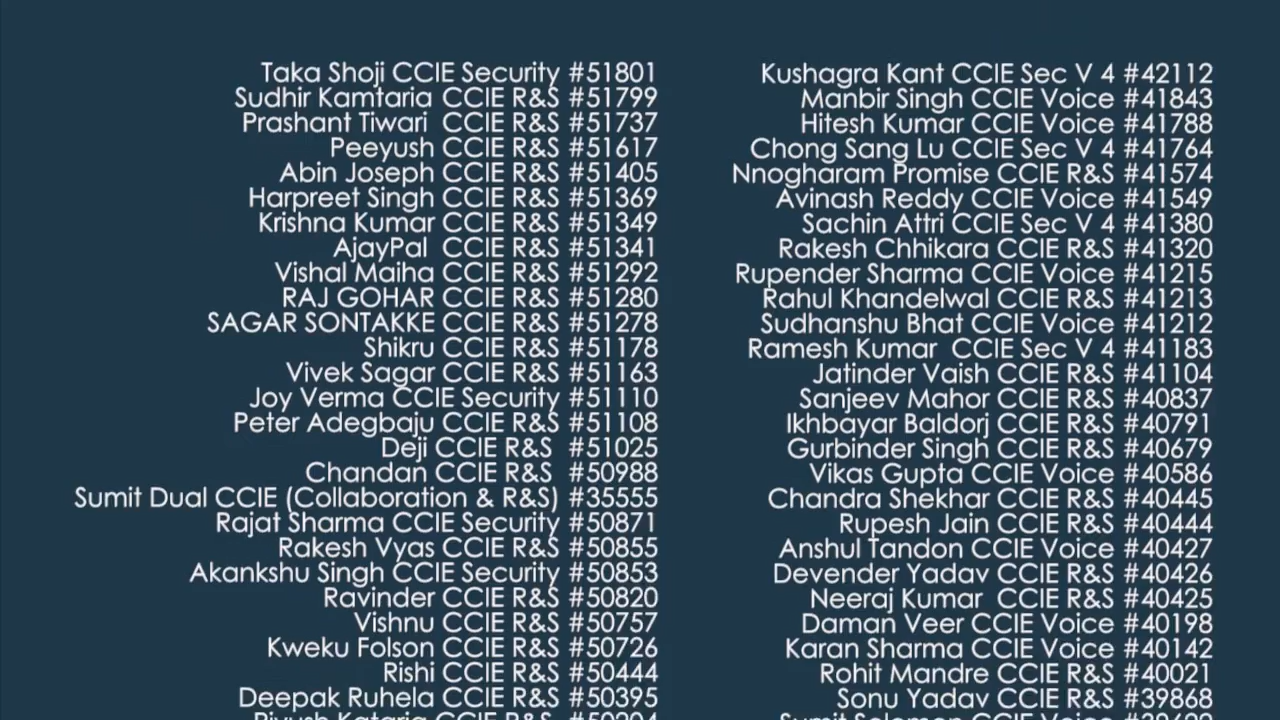 Taka Shoji CCIE Security #51801
Sudhir Kamtaria CCIE R&S #51799
Prashant Tiwari CCIE R&S #51737
Peeyush CCIE R&S #51617
Abin Joseph CCIE R&S #51405
Harpreet Singh CCIE R&S #51369
Krishna Kumar CCIE R&S #51349
AjayPal CCIE R&S #51341
Vishal Maiha CCIE R&S #51292
RAJ GOHAR CCIE R&S #51280
SAGAR SONTAKKE CCIE R&S #51278
Shikru CCIE R&S #51178
Vivek Sagar CCIE R&S #51163
Joy Verma CCIE Security #51110
Peter Adegbaju CCIE R&S #51108
Deji CCIE R&S #51025
Chandan CCIE R&S #50988
Sumit Dual CCIE (Collaboration & R&S) #35555
Rajat Sharma CCIE Security #50871
Rakesh Vyas CCIE R&S #50855
Akankshu Singh CCIE Security #50853
Ravinder CCIE R&S #50820
Vishnu CCIE R&S #50757
Kweku Folson CCIE R&S #50726
Rishi CCIE R&S #50444
Deepak Ruhela CCIE R&S #50395
Piyush Kataria CCIE R&S #50204
Kushagra Kant CCIE Sec V 4 #42112
Manbir Singh CCIE Voice #41843
Hitesh Kumar CCIE Voice #41788
Chong Sang Lu CCIE Sec V 4 #41764
Nnogharam Promise CCIE R&S #41574
Avinash Reddy CCIE Voice #41549
Sachin Attri CCIE Sec V 4 #41380
Rakesh Chhikara CCIE R&S #41320
Rupender Sharma CCIE Voice #41215
Rahul Khandelwal CCIE R&S #41213
Sudhanshu Bhat CCIE Voice #41212
Ramesh Kumar CCIE Sec V 4 #41183
Jatinder Vaish CCIE R&S #41104
Sanjeev Mahor CCIE R&S #40837
Ikhbayar Baldorj CCIE R&S #40791
Gurbinder Singh CCIE R&S #40679
Vikas Gupta CCIE Voice #40586
Chandra Shekhar CCIE R&S #40445
Rupesh Jain CCIE R&S #40444
Anshul Tandon CCIE Voice #40427
Devender Yadav CCIE R&S #40426
Neeraj Kumar CCIE R&S #40425
Daman Veer CCIE Voice #40198
Karan Sharma CCIE Voice #40142
Rohit Mandre CCIE R&S #40021
Sonu Yadav CCIE R&S #39868
Sumit Solomon CCIE Voice